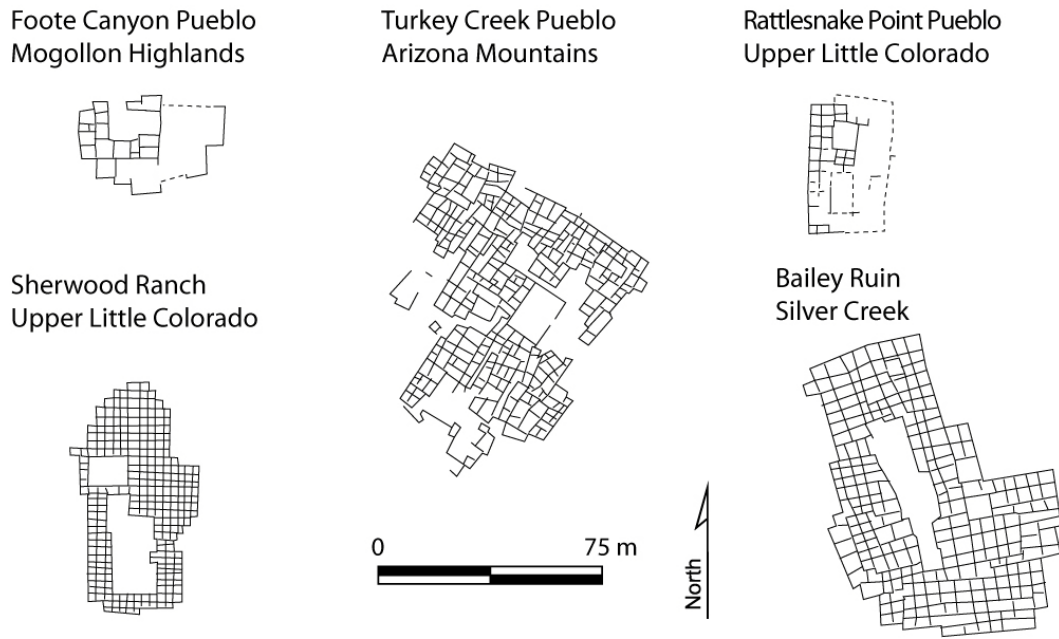 Foote Canyon Pueblo
Mogollon Highlands
Turkey Creek Pueblo
Arizona Mountains
Rattlesnake Point Pueblo
Upper Little Colorado
Sherwood Ranch
Upper Little Colorado
Bailey Ruin
Silver Creek
0 75 m
North